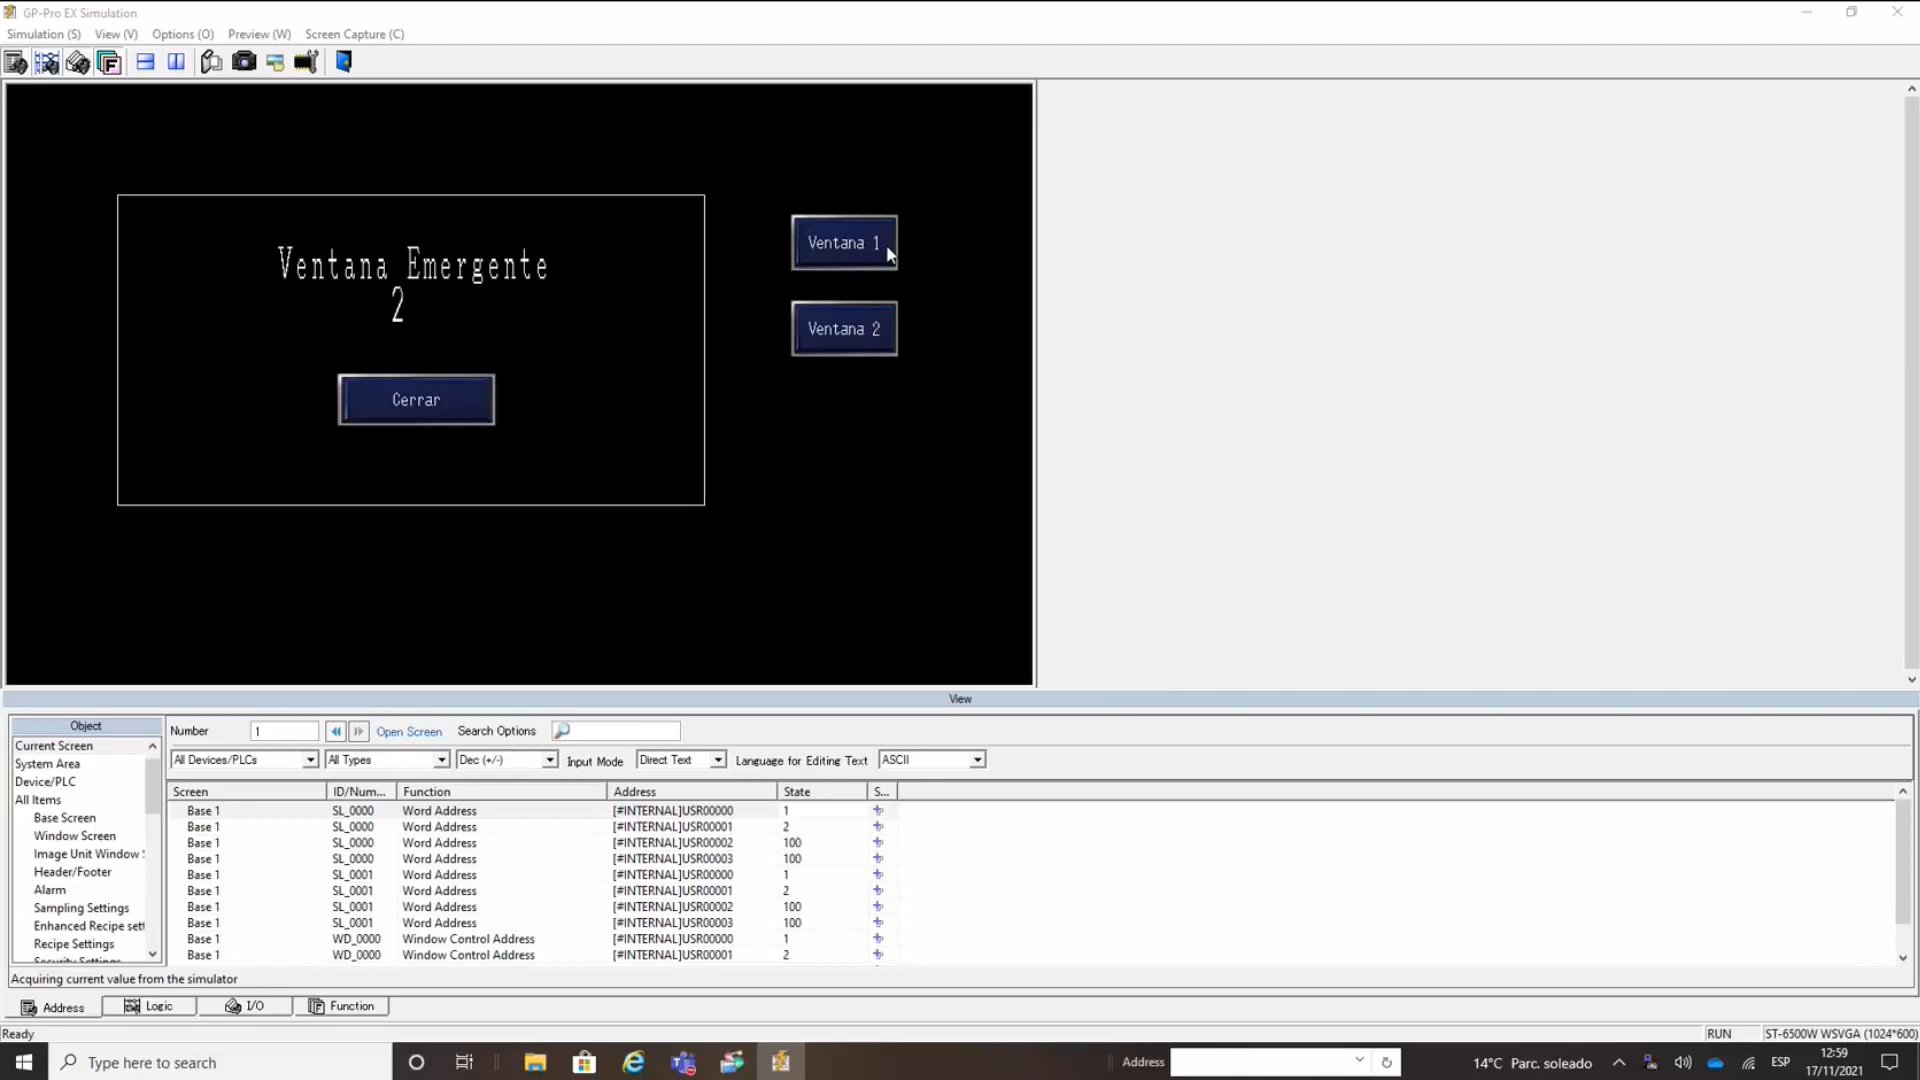 GP-Pro EX Simulation
Simulation (S) View (V) Options (O) Preview (W) Screen Capture (C)
Ventana Emergente
2
Cerrar
Ventana 1
Ventana 2
View
Object
Current Screen
System Area
Device/PLC
All Items
Base Screen
Window Screen
Image Unit Window
Header/Footer
Alarm
Sampling Settings
Enhanced Recipe sett
Recipe Settings
Security Settings
Number 1 Open Screen Search Options
All Devices/PLCs All Types Dec (+/-) Input Mode Direct Text Language for Editing Text ASCII
Screen ID/Num... Function Address State S...
Base 1 SL_0000 Word Address [#INTERNAL]USR00000 1
Base 1 SL_0000 Word Address [#INTERNAL]USR00001 2
Base 1 SL_0000 Word Address [#INTERNAL]USR00002 100
Base 1 SL_0000 Word Address [#INTERNAL]USR00003 100
Base 1 SL_0001 Word Address [#INTERNAL]USR00000 1
Base 1 SL_0001 Word Address [#INTERNAL]USR00001 2
Base 1 SL_0001 Word Address [#INTERNAL]USR00002 100
Base 1 SL_0001 Word Address [#INTERNAL]USR00003 100
Base 1 WD_0000 Window Control Address [#INTERNAL]USR00000 1
Base 1 WD_0000 Window Control Address [#INTERNAL]USR00001 2
Acquiring current value from the simulator
Address Logic I/O Function
Ready RUN ST-6500W WSVGA (1024*600)
Type here to search Address 14°C Parc. soleado ESP 12:59
17/11/2021